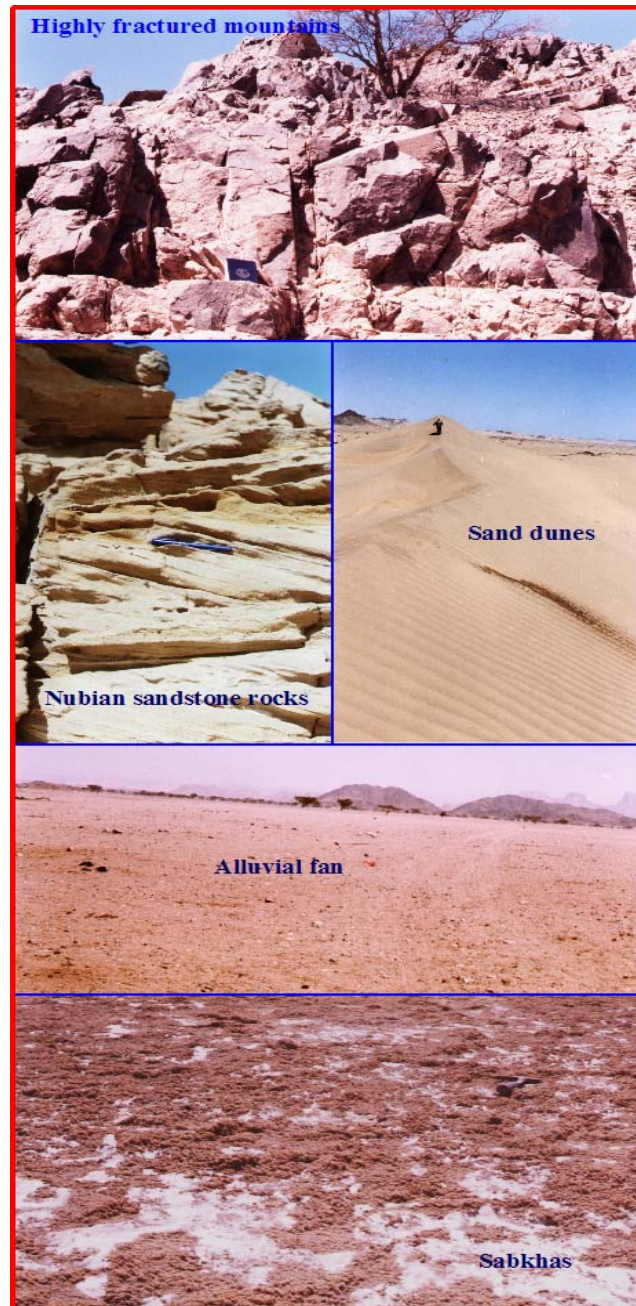 Highly fractured mountains
Nubian sandstone rocks
Sand dunes
Alluvial fan
Sabkhas